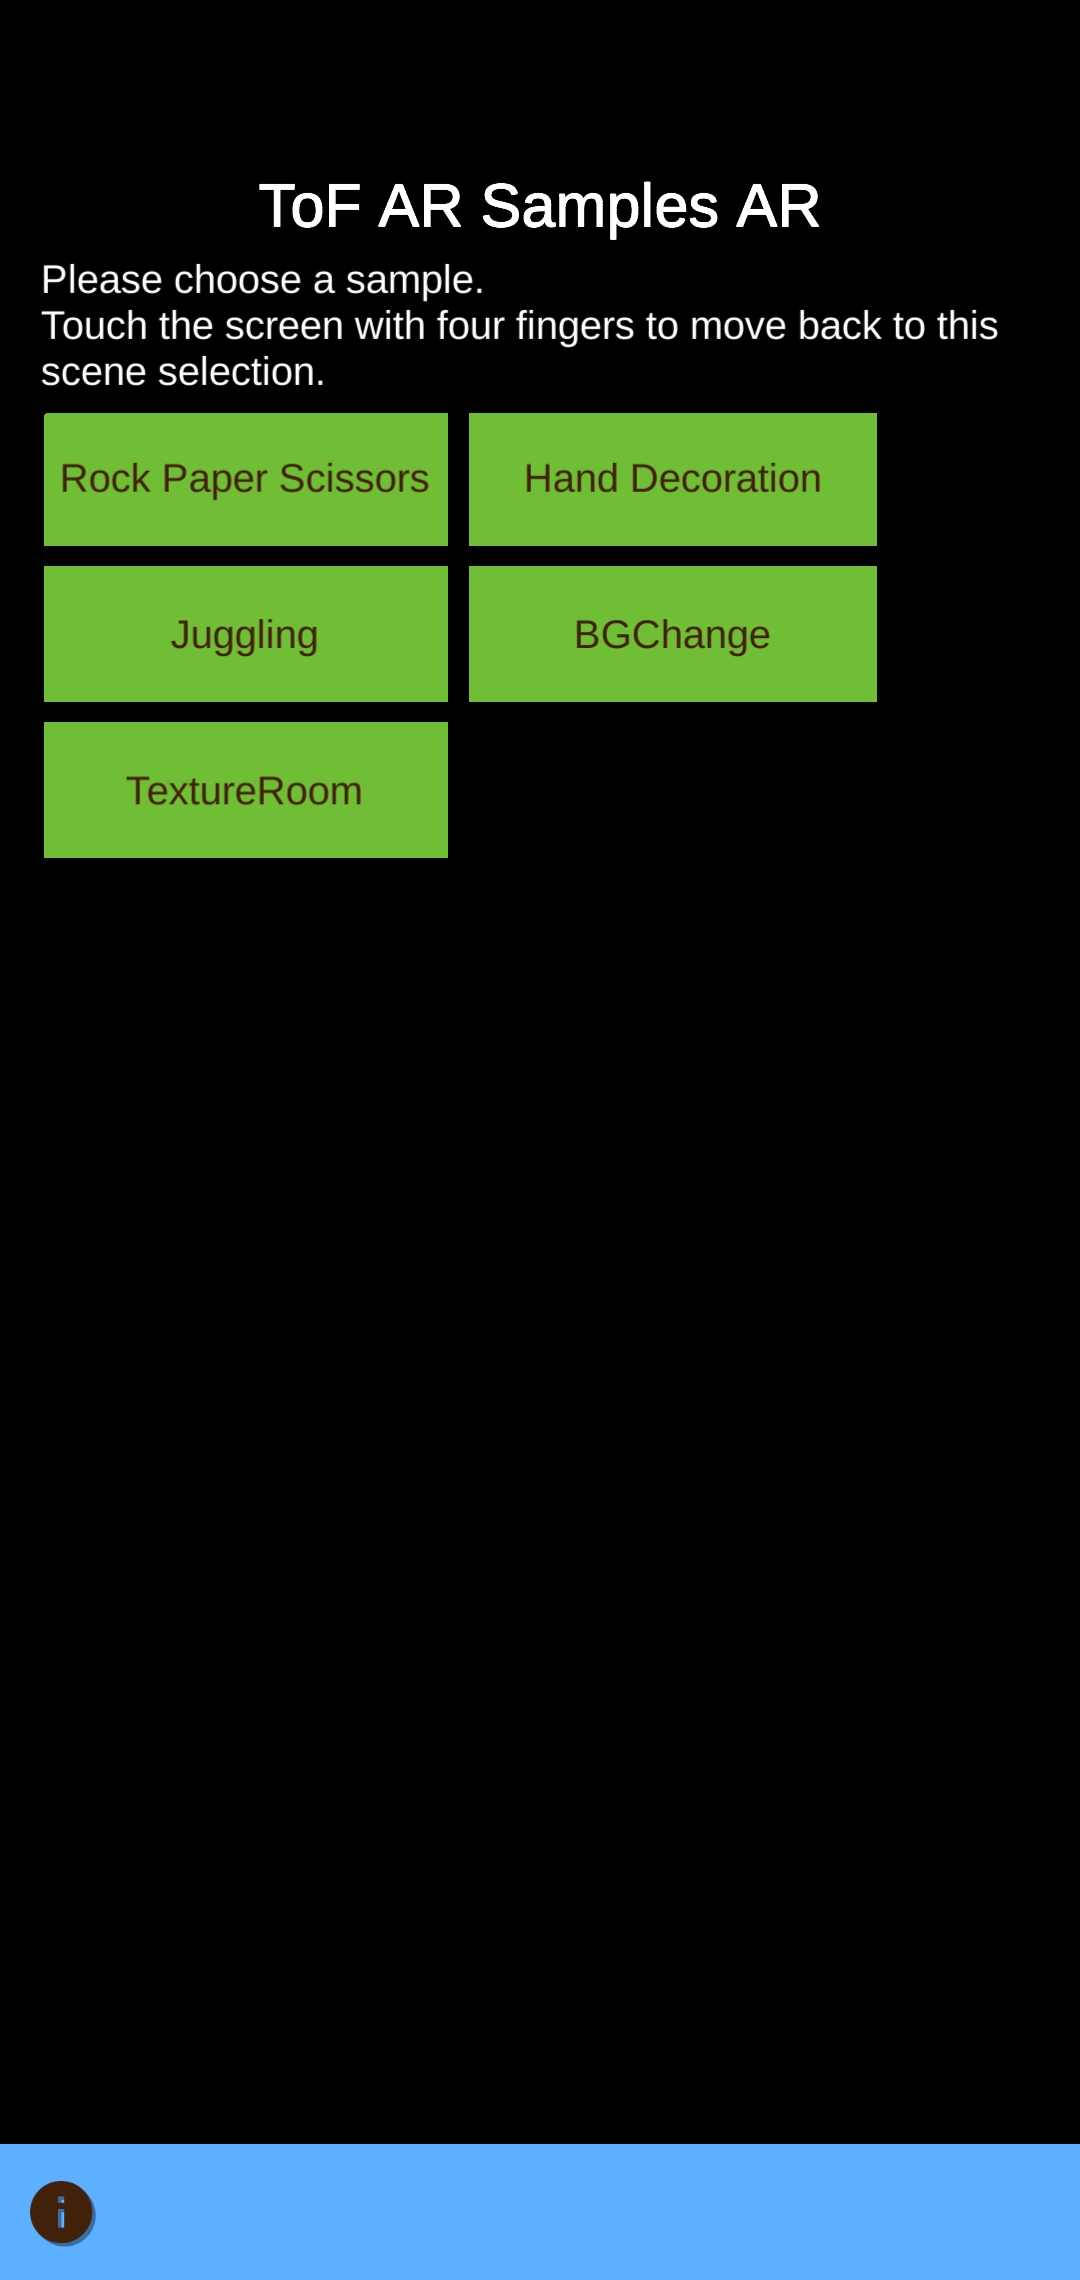 ToF AR Samples AR
Please choose a sample.
Touch the screen with four fingers to move back to this
scene selection.
Rock Paper Scissors
Hand Decoration
Juggling
BGChange
TextureRoom
i